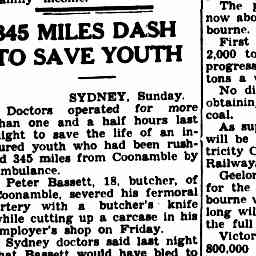 345 MILES DASH
TO SAVE YOUTH
SYDNEY, Sunday.
Doctors operated for more
than one and a half hours last
night to save the life of an in-
jured youth who had been rush-
ed 345 miles from Coonamble by
ambulance.
Peter Bassett, 18, butcher, of
Coonamble, severed his fermoral
artery with a butcher's knife
while cutting up a carcase in his
employer's shop on Friday.
Sydney doctors said last night
that Bassett would have bled to
The
now abo
bourne.
First
2,000 to
progress
tons a
No di
obtaining
coal.
As su
will be
tricity C
Railway
Geelon
for the
bourne
long will
the full
Victor
800,000